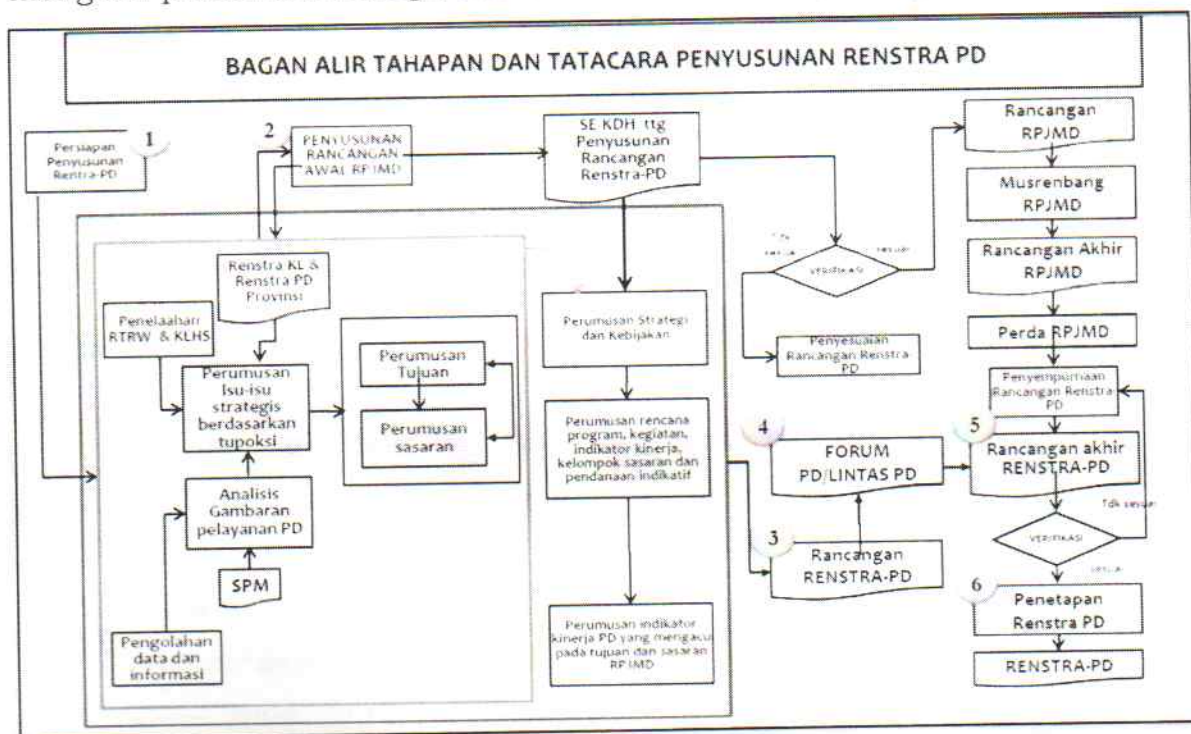 BAGAN ALIR TAHAPAN DAN TATACARA PENYUSUNAN RENSTRA PD
1
Persiapan
Penyusunan
Rentra-PD
2
PENYUSUNAN
RANCANGAN
AWAL RPJMD
SE KDH ttg
Penyusunan
Rancangan
Renstra-PD
Rancangan
RPJMD
Musrenbang
RPJMD
Rancangan Akhir
RPJMD
Perda RPJMD
Penyempurnaan
Rancangan Renstra-
PD
Renstra KL &
Renstra PD
Provinsi
Penelaahan
RTRW & KLHS
Perumusan
Isu-isu
strategis
berdasarkan
tupoksi
Perumusan
Tujuan
Perumusan
sasaran
Analisis
Gambaran
pelayanan PD
SPM
Pengolahan
data dan
informasi
Perumusan Strategi
dan Kebijakan
Perumusan rencana
program, kegiatan,
indikator kinerja,
kelompok sasaran dan
pendanaan indikatif
Perumusan indikator
kinerja PD yang mengacu
pada tujuan dan sasaran
RPJMD
VERIFIKASI
Penyesuaian
Rancangan Renstra-
PD
3
Rancangan
RENSTRA-PD
4
FORUM
PD/LINTAS PD
5
Rancangan akhir
RENSTRA-PD
Tdk sesuai
VERIFIKASI
sesuai
6
Penetapan
Renstra PD
RENSTRA-PD